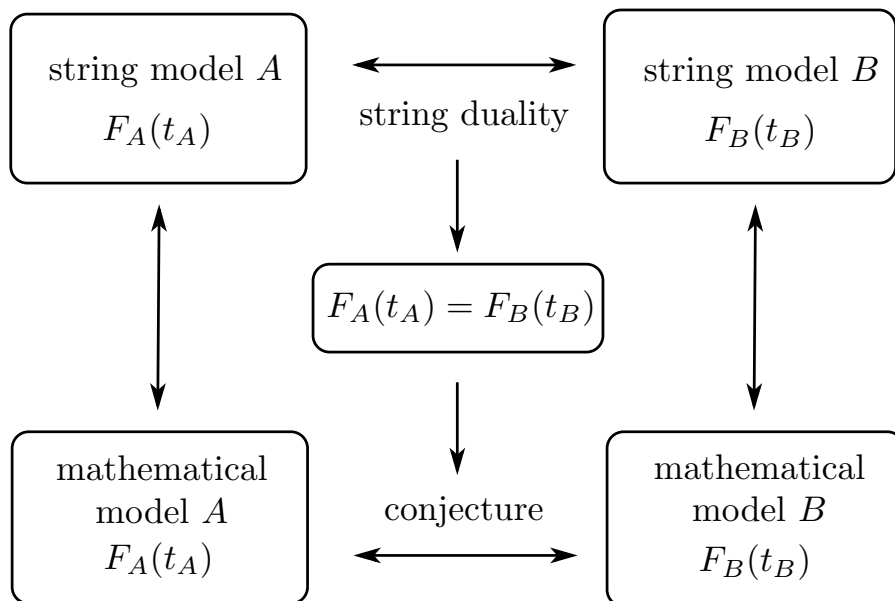 string model A
F_A(t_A)
string duality
string model B
F_B(t_B)
F_A(t_A) = F_B(t_B)
mathematical
model A
F_A(t_A)
conjecture
mathematical
model B
F_B(t_B)